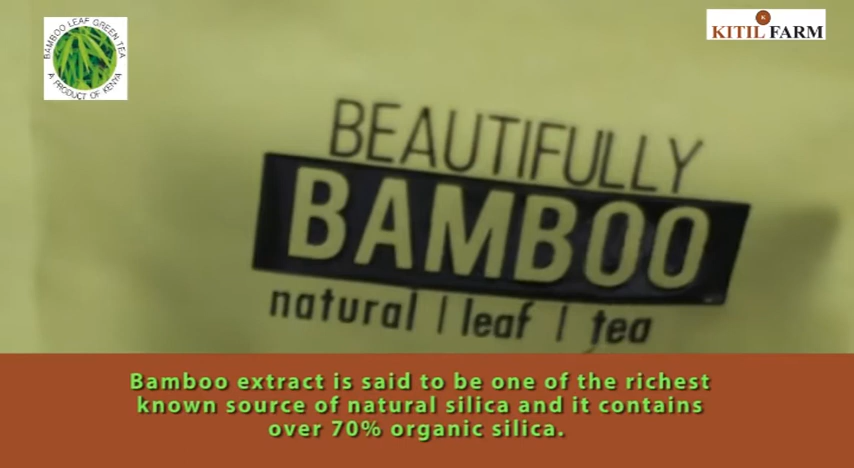 BAMBOO LEAF GREEN TEA
A PRODUCT OF KENYA
K
KITIL FARM
BEAUTIFULLY
BAMBOO
natural | leaf | tea
Bamboo extract is said to be one of the richest
known source of natural silica and it contains
over 70% organic silica.